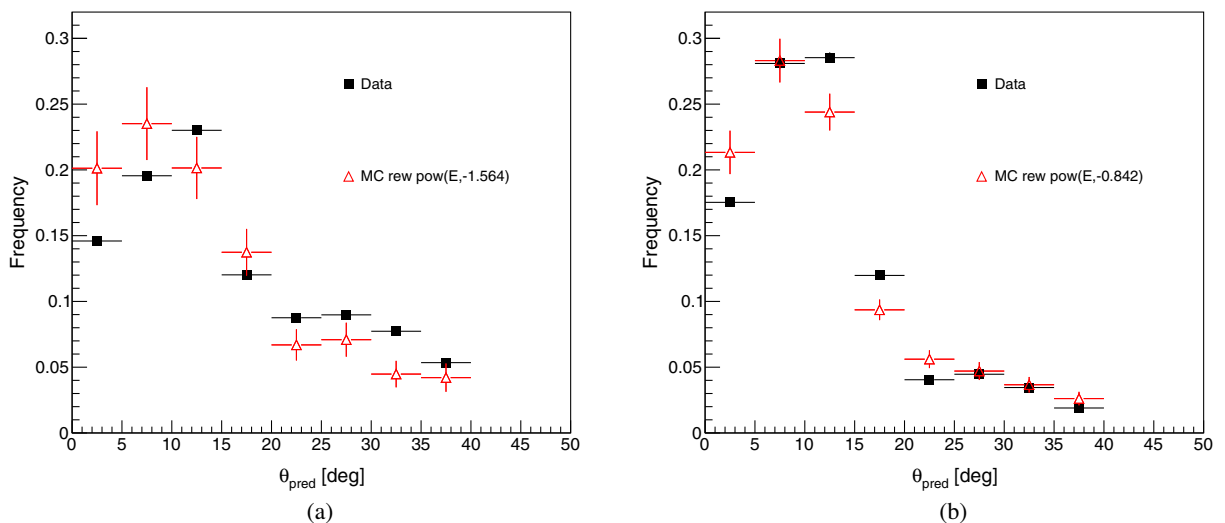 0.3
Data
0.25
0.2
MC rew pow(E,-1.564)
0.15
0.1
0.05
0
Frequency
0 5 10 15 20 25 30 35 40 45 50
θpred [deg]
(a)
0.3
Data
0.25
0.2
MC rew pow(E,-0.842)
0.15
0.1
0.05
0
Frequency
0 5 10 15 20 25 30 35 40 45 50
θpred [deg]
(b)